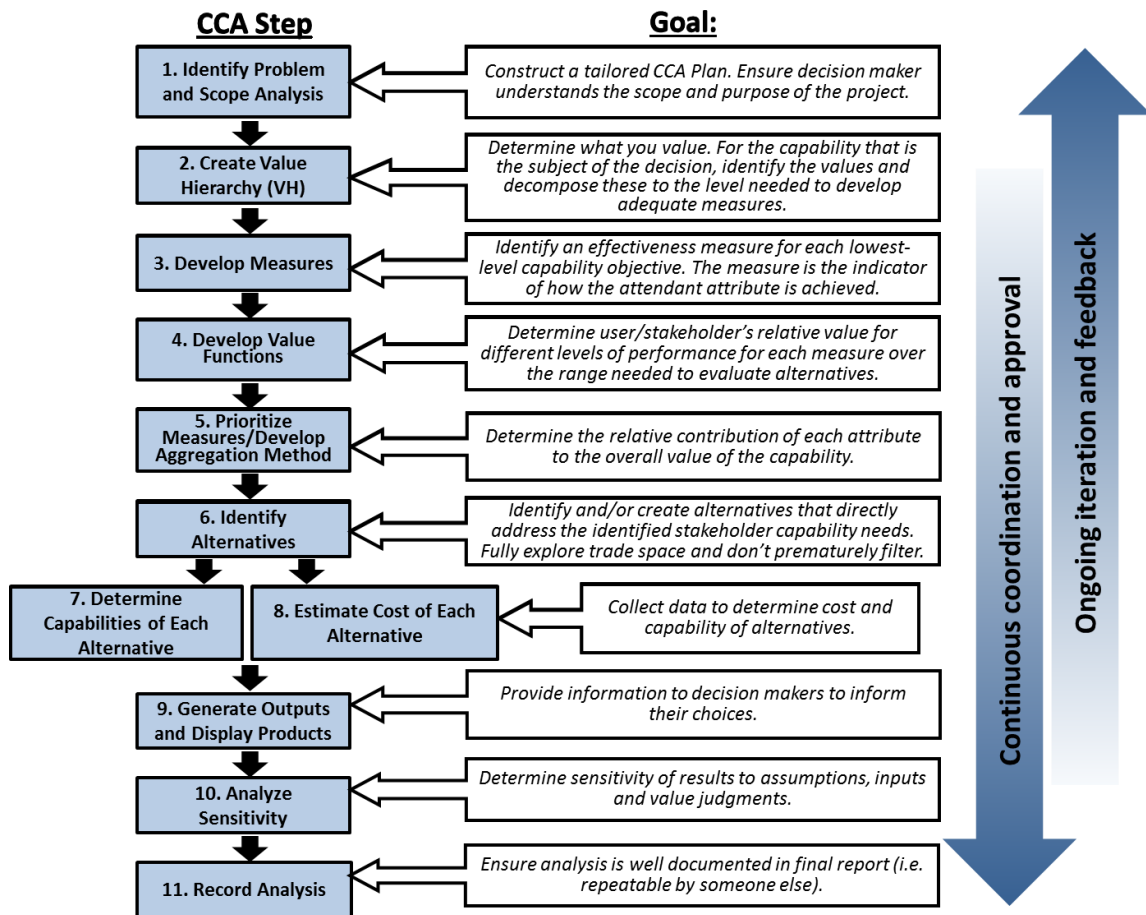 CCA Step
Goal:
1. Identify Problem
and Scope Analysis
Construct a tailored CCA Plan. Ensure decision maker
understands the scope and purpose of the project.
2. Create Value
Hierarchy (VH)
Determine what you value. For the capability that is
the subject of the decision, identify the values and
decompose these to the level needed to develop
adequate measures.
3. Develop Measures
Identify an effectiveness measure for each lowest-
level capability objective. The measure is the indicator
of how the attendant attribute is achieved.
4. Develop Value
Functions
Determine user/stakeholder's relative value for
different levels of performance for each measure over
the range needed to evaluate alternatives.
5. Prioritize
Measures/Develop
Aggregation Method
Determine the relative contribution of each attribute
to the overall value of the capability.
6. Identify
Alternatives
Identify and/or create alternatives that directly
address the identified stakeholder capability needs.
Fully explore trade space and don't prematurely filter.
7. Determine
Capabilities of Each
Alternative
8. Estimate Cost of Each
Alternative
Collect data to determine cost and
capability of alternatives.
9. Generate Outputs
and Display Products
Provide information to decision makers to inform
their choices.
10. Analyze
Sensitivity
Determine sensitivity of results to assumptions, inputs
and value judgments.
11. Record Analysis
Ensure analysis is well documented in final report (i.e.
repeatable by someone else).
Continuous coordination and approval
Ongoing iteration and feedback